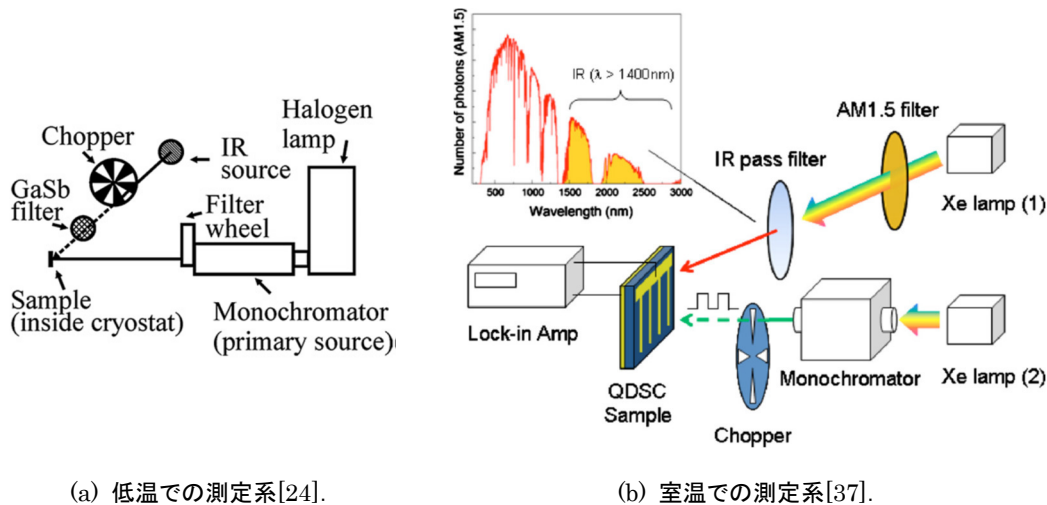 Chopper
IR
source
GaSb
filter
Filter
wheel
Halogen
lamp
Sample
(inside cryostat)
Monochromator
(primary source)
(a) 低温での測定系[24].
Number of photons (AM1.5)
IR (λ > 1400nm)
500 1000 1500 2000 2500 3000
Wavelength (nm)
IR pass filter
AM1.5 filter
Xe lamp (1)
Lock-in Amp
QDSC
Sample
Chopper
Monochromator
Xe lamp (2)
(b) 室温での測定系[37].